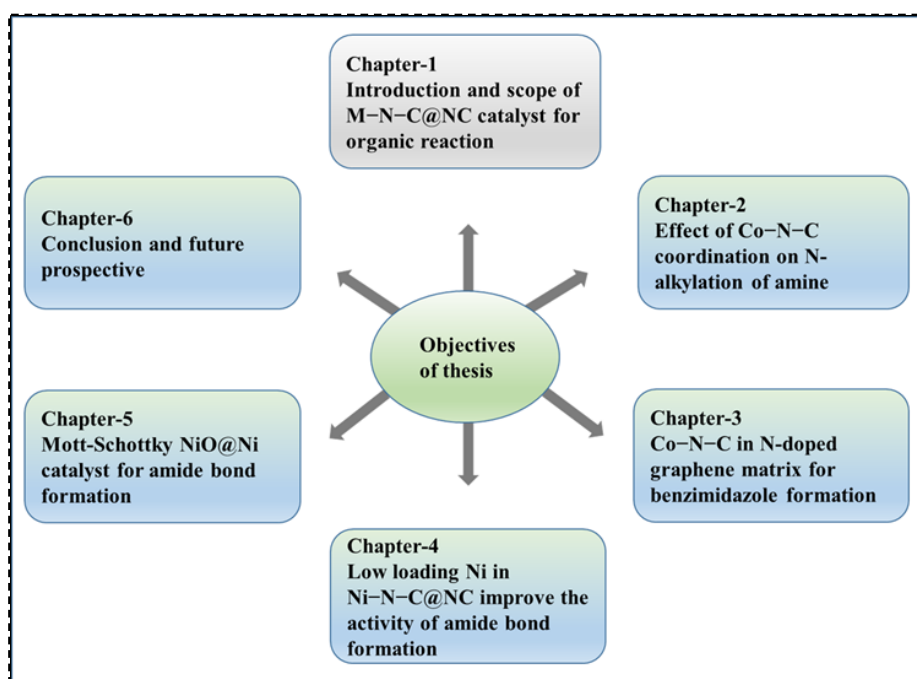 Chapter-1
Introduction and scope of
M−N−C@NC catalyst for
organic reaction
Chapter-2
Effect of Co−N−C
coordination on N-
alkylation of amine
Chapter-3
Co−N−C in N-doped
graphene matrix for
benzimidazole formation
Chapter-4
Low loading Ni in
Ni−N−C@NC improve the
activity of amide bond
formation
Chapter-5
Mott-Schottky NiO@Ni
catalyst for amide bond
formation
Chapter-6
Conclusion and future
prospective
Objectives
of thesis